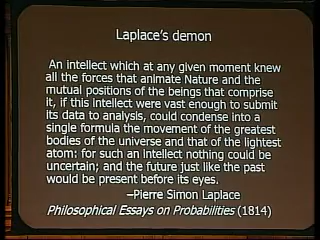 Laplace's demon
An intellect which at any given moment knew
all the forces that animate Nature and the
mutual positions of the beings that comprise
it, if this intellect were vast enough to submit
its data to analysis, could condense into a
single formula the movement of the greatest
bodies of the universe and that of the lightest
atom: for such an intellect nothing could be
uncertain; and the future just like the past
would be present before its eyes.
–Pierre Simon Laplace
Philosophical Essays on Probabilities (1814)